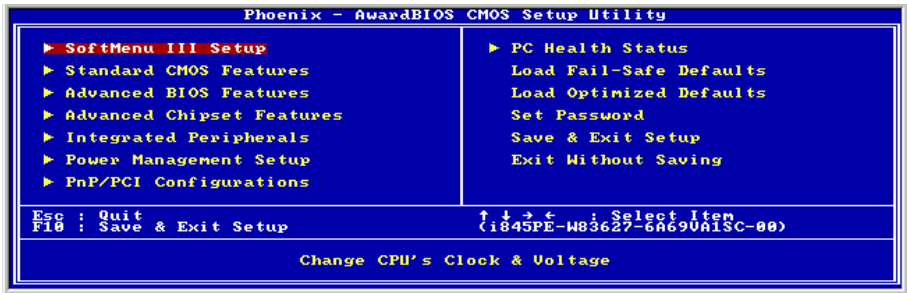 Phoenix - AwardBIOS CMOS Setup Utility
► SoftMenu III Setup
► Standard CMOS Features
► Advanced BIOS Features
► Advanced Chipset Features
► Integrated Peripherals
► Power Management Setup
► PnP/PCI Configurations
► PC Health Status
Load Fail-Safe Defaults
Load Optimized Defaults
Set Password
Save & Exit Setup
Exit Without Saving
Esc : Quit
F10 : Save & Exit Setup
↑ ↓ → ← : Select Item
(i845PE-W83627-6A69VA1SC-00)
Change CPU's Clock & Voltage